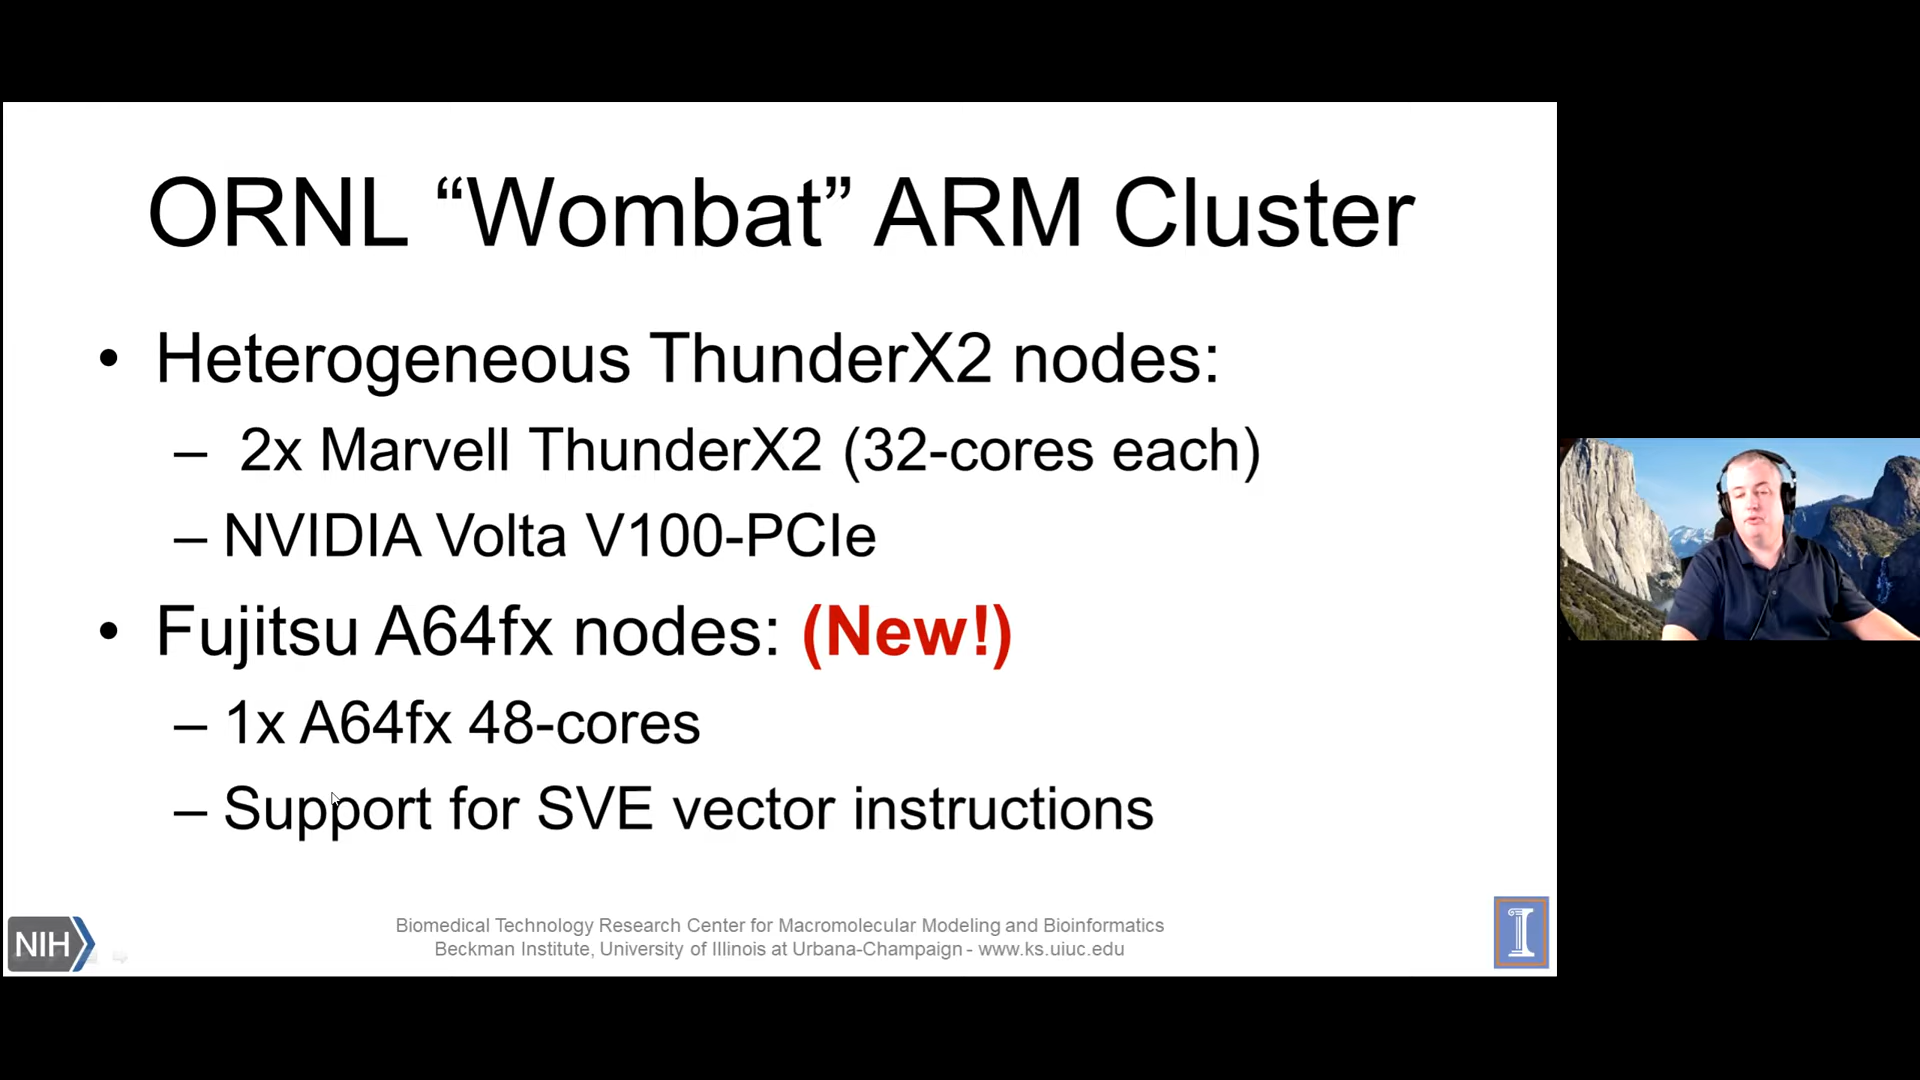 ORNL “Wombat” ARM Cluster
• Heterogeneous ThunderX2 nodes:
– 2x Marvell ThunderX2 (32-cores each)
– NVIDIA Volta V100-PCIe
• Fujitsu A64fx nodes: (New!)
– 1x A64fx 48-cores
– Support for SVE vector instructions
NIH
Biomedical Technology Research Center for Macromolecular Modeling and Bioinformatics
Beckman Institute, University of Illinois at Urbana-Champaign - www.ks.uiuc.edu
I